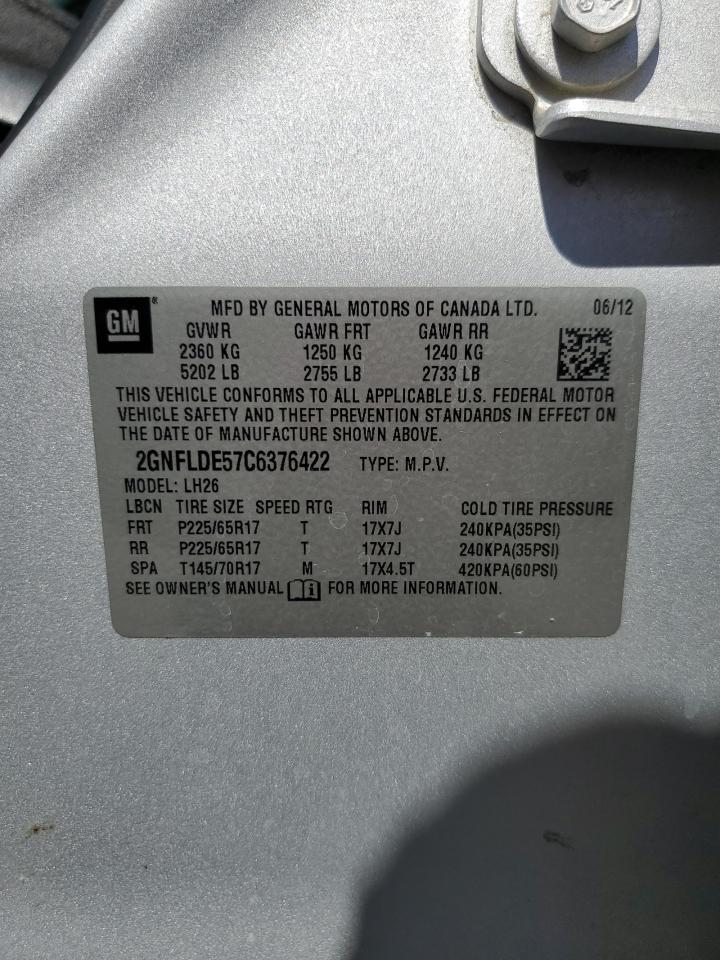 GM® MFD BY GENERAL MOTORS OF CANADA LTD. 06/12
GVWR GAWR FRT GAWR RR
2360 KG 1250 KG 1240 KG
5202 LB 2755 LB 2733 LB
THIS VEHICLE CONFORMS TO ALL APPLICABLE U.S. FEDERAL MOTOR
VEHICLE SAFETY AND THEFT PREVENTION STANDARDS IN EFFECT ON
THE DATE OF MANUFACTURE SHOWN ABOVE.
2GNFLDE57C6376422 TYPE: M.P.V.
MODEL: LH26
LBCN TIRE SIZE SPEED RTG RIM COLD TIRE PRESSURE
FRT P225/65R17 T 17X7J 240KPA(35PSI)
RR P225/65R17 T 17X7J 240KPA(35PSI)
SPA T145/70R17 M 17X4.5T 420KPA(60PSI)
SEE OWNER'S MANUAL i FOR MORE INFORMATION.